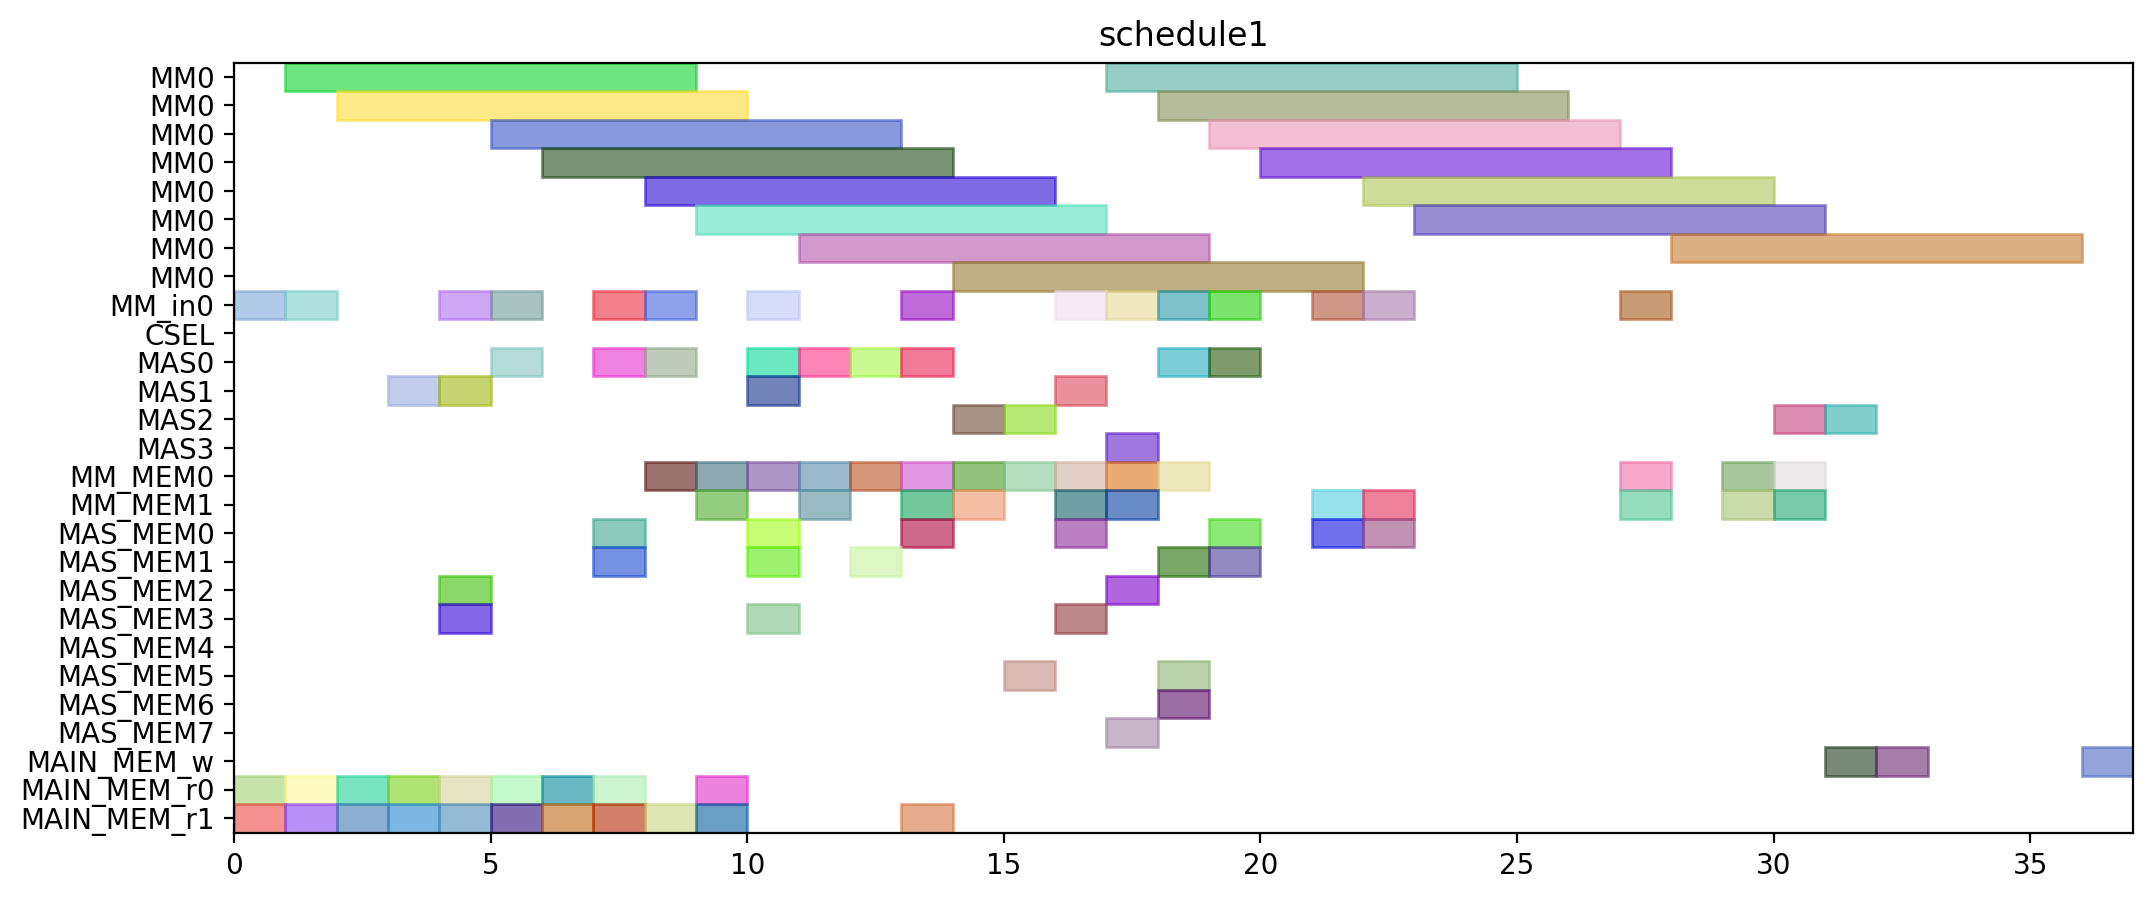 schedule1
MM0
MM0
MM0
MM0
MM0
MM0
MM0
MM0
MM_in0
CSEL
MAS0
MAS1
MAS2
MAS3
MM_MEM0
MM_MEM1
MAS_MEM0
MAS_MEM1
MAS_MEM2
MAS_MEM3
MAS_MEM4
MAS_MEM5
MAS_MEM6
MAS_MEM7
MAIN_MEM_w
MAIN_MEM_r0
MAIN_MEM_r1
0 5 10 15 20 25 30 35